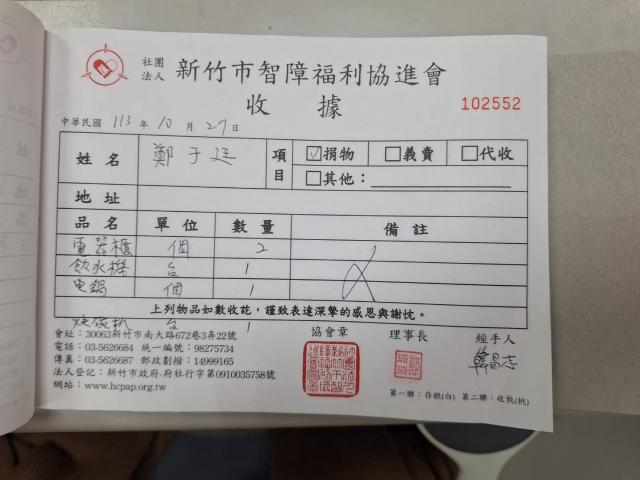 社團法人 新竹市智障福利協進會
收 據
102552
中華民國 113 年 10 月 27 日
姓名 鄭于廷 項目 ☑捐物 □義賣 □代收
□其他：
地址
品名 單位 數量 備註
電器櫃 個 2
飲水機 台 1
電鍋 個 1
上列物品如數收訖，謹致表達深摯的感恩與謝忱。
台 1
會址：30063新竹市南大路672巷3弄22號
電話：03-5626684 統一編號：98275734
傳真：03-5626687 郵政劃撥：14999165
法人登記：新竹市政府-府社行字第0910035758號
網站：www.hcpap.org.tw
協會章 理事長 經手人
第一聯：存根(白) 第二聯：收執(桃)